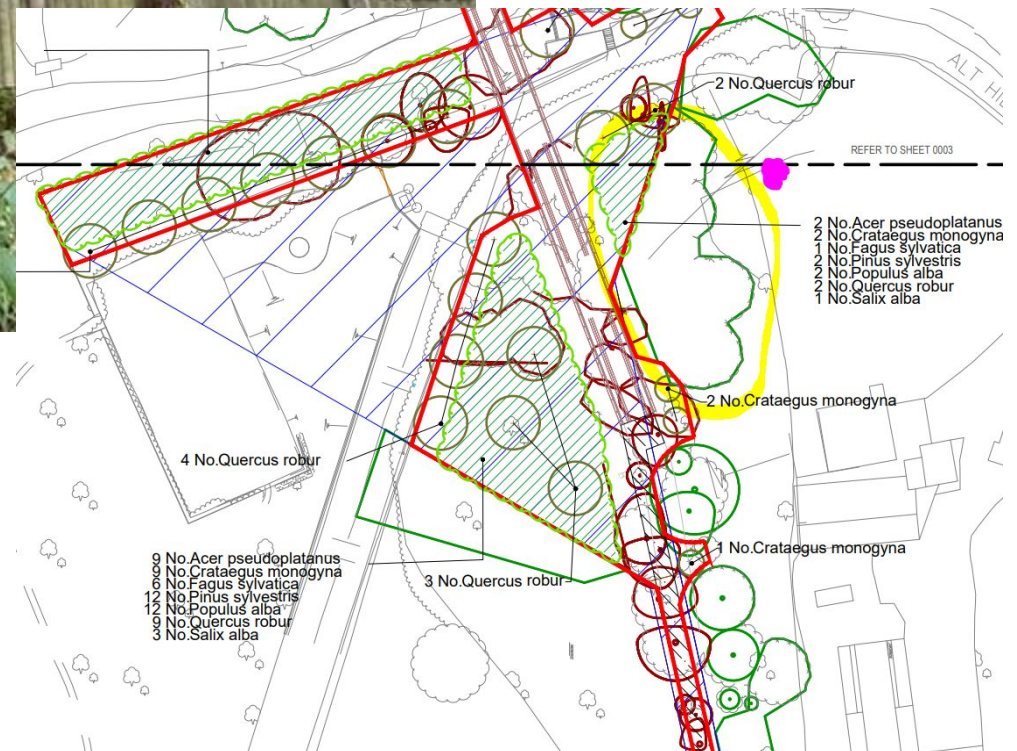 2 No.Quercus robur
REFER TO SHEET 0003
2 No.Acer pseudoplatanus
2 No.Crataegus monogyna
1 No.Fagus sylvatica
2 No.Pinus sylvestris
2 No.Populus alba
2 No.Quercus robur
1 No.Salix alba
2 No.Crataegus monogyna
4 No.Quercus robur
1 No.Crataegus monogyna
9 No.Acer pseudoplatanus
9 No.Crataegus monogyna
6 No.Fagus sylvatica
12 No.Pinus sylvestris
12 No.Populus alba
9 No.Quercus robur
3 No.Salix alba
3 No.Quercus robur